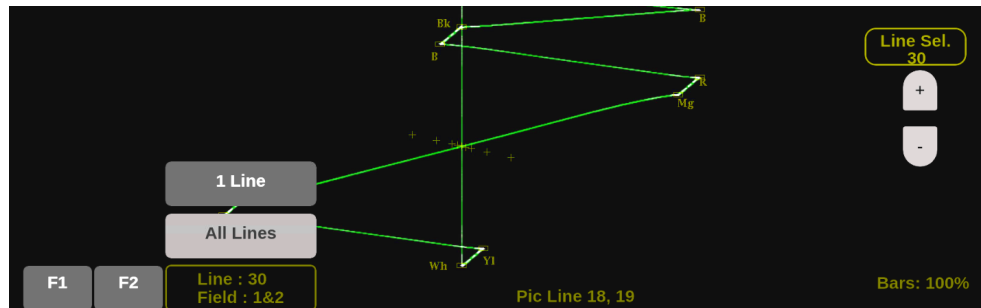 B
Bk
B
Line Sel.
30
R
+
Mg
-
1 Line
All Lines
Wh
Yl
F1
F2
Line : 30
Field : 1&2
Pic Line 18, 19
Bars: 100%